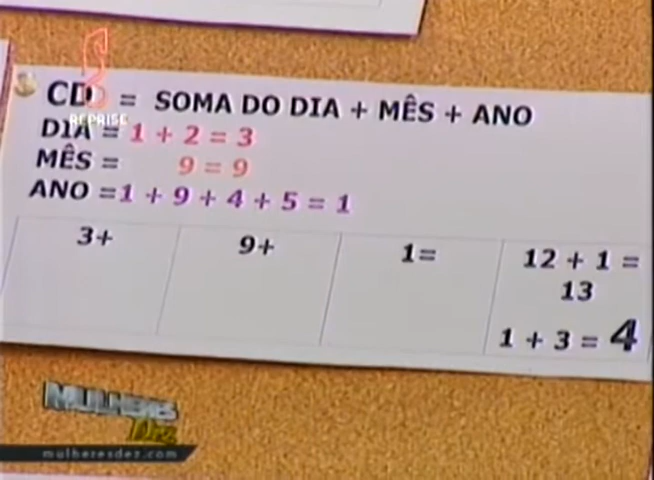 CD = SOMA DO DIA + MÊS + ANO
REPRISE
DIA = 1 + 2 = 3
MÊS = 9 = 9
ANO =1 + 9 + 4 + 5 = 1
3+ 9+ 1= 12 + 1 =
13
1 + 3 = 4
MULHERES
Dez
mulheresdez.com